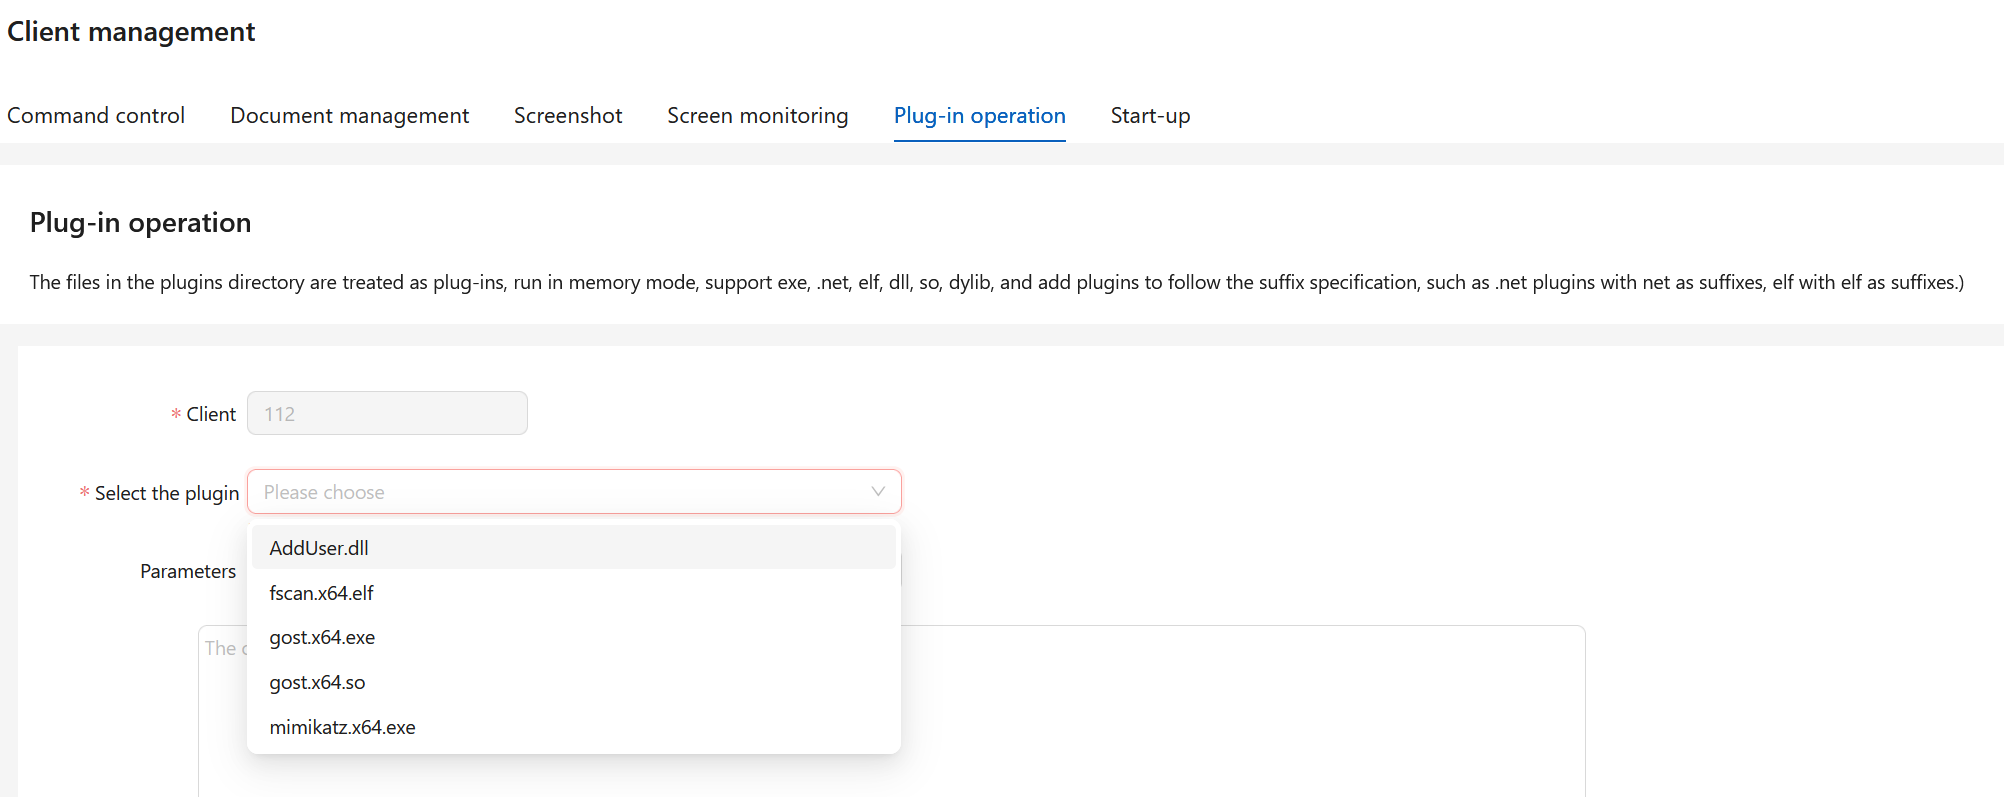 Client management
Command control Document management Screenshot Screen monitoring Plug-in operation Start-up
Plug-in operation
The files in the plugins directory are treated as plug-ins, run in memory mode, support exe, .net, elf, dll, so, dylib, and add plugins to follow the suffix specification, such as .net plugins with net as suffixes, elf with elf as suffixes.)
* Client 112
* Select the plugin Please choose
AddUser.dll
Parameters
fscan.x64.elf
gost.x64.exe
The
gost.x64.so
mimikatz.x64.exe